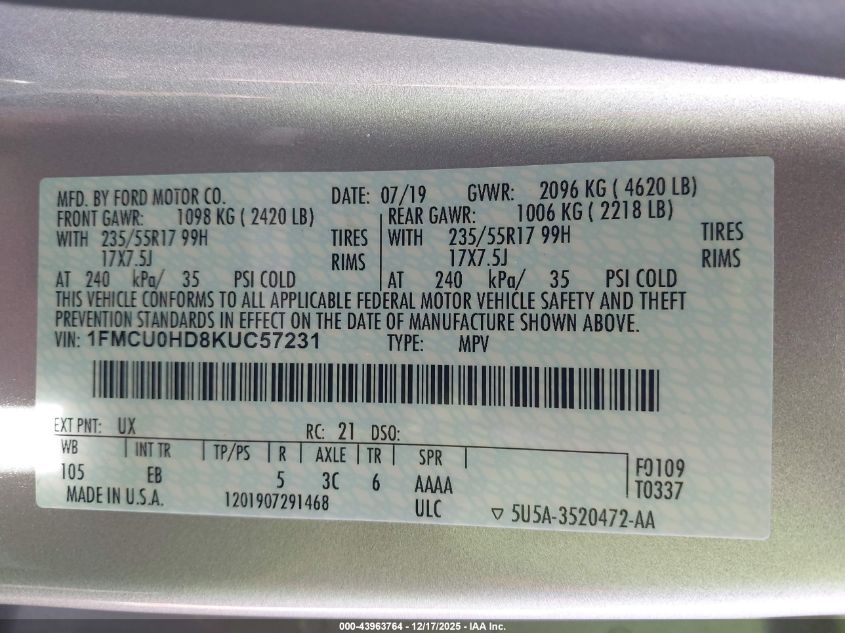 MFD. BY FORD MOTOR CO. DATE: 07/19 GVWR: 2096 KG ( 4620 LB)
FRONT GAWR: 1098 KG ( 2420 LB) REAR GAWR: 1006 KG ( 2218 LB)
WITH 235/55R17 99H TIRES WITH 235/55R17 99H TIRES
17X7.5J RIMS 17X7.5J RIMS
AT 240 kPa/ 35 PSI COLD AT 240 kPa/ 35 PSI COLD
THIS VEHICLE CONFORMS TO ALL APPLICABLE FEDERAL MOTOR VEHICLE SAFETY AND THEFT
PREVENTION STANDARDS IN EFFECT ON THE DATE OF MANUFACTURE SHOWN ABOVE.
VIN: 1FMCU0HD8KUC57231 TYPE: MPV
EXT PNT: UX RC: 21 DSO:
WB INT TR TP/PS R AXLE TR SPR
105 EB 5 3C 6 AAAA F0109
MADE IN U.S.A. 1201907291468 ULC T0337
▽ 5U5A-3520472-AA
000-43963764 - 12/17/2025 - IAA Inc.